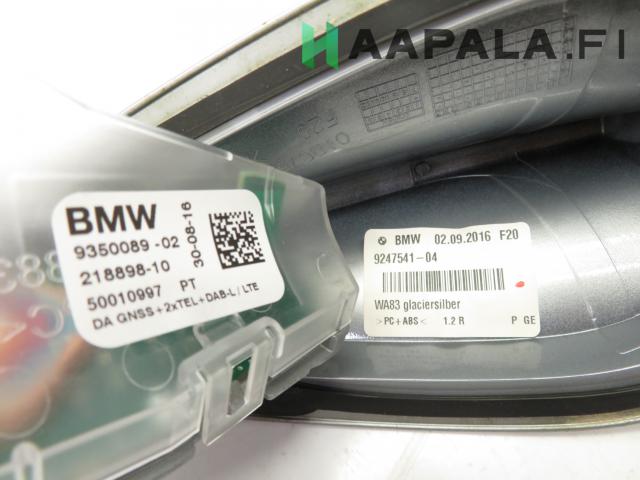 HAAPALA.FI
BMW
9350089 -02
218898-10
50010997 PT
30-08-16
DA GNSS+2xTEL+DAB-L/LTE
BMW 02.09.2016 F20
9247541-04
WA83 glaciersilber
>PC+ABS< 1.2 R P GE